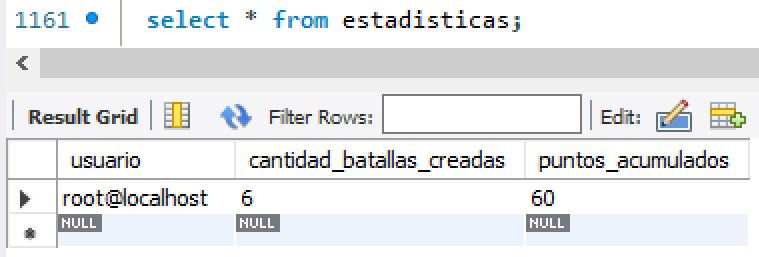 1161 select * from estadisticas;
Result Grid Filter Rows: Edit:
usuario cantidad_batallas_creadas puntos_acumulados
root@localhost 6 60
NULL NULL NULL